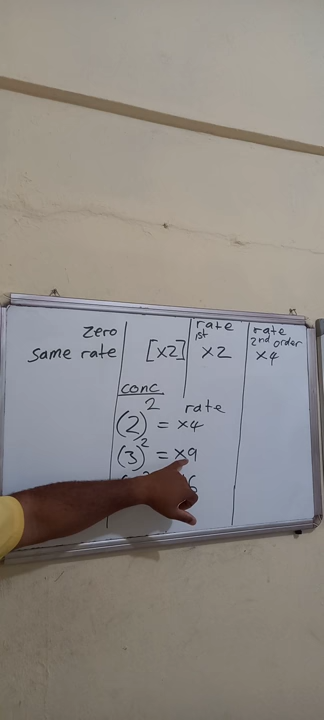 zero
same rate
[x2]
rate
1st
x2
rate
2nd order
x4
conc
rate
(2)² = x4
(3)² = x9